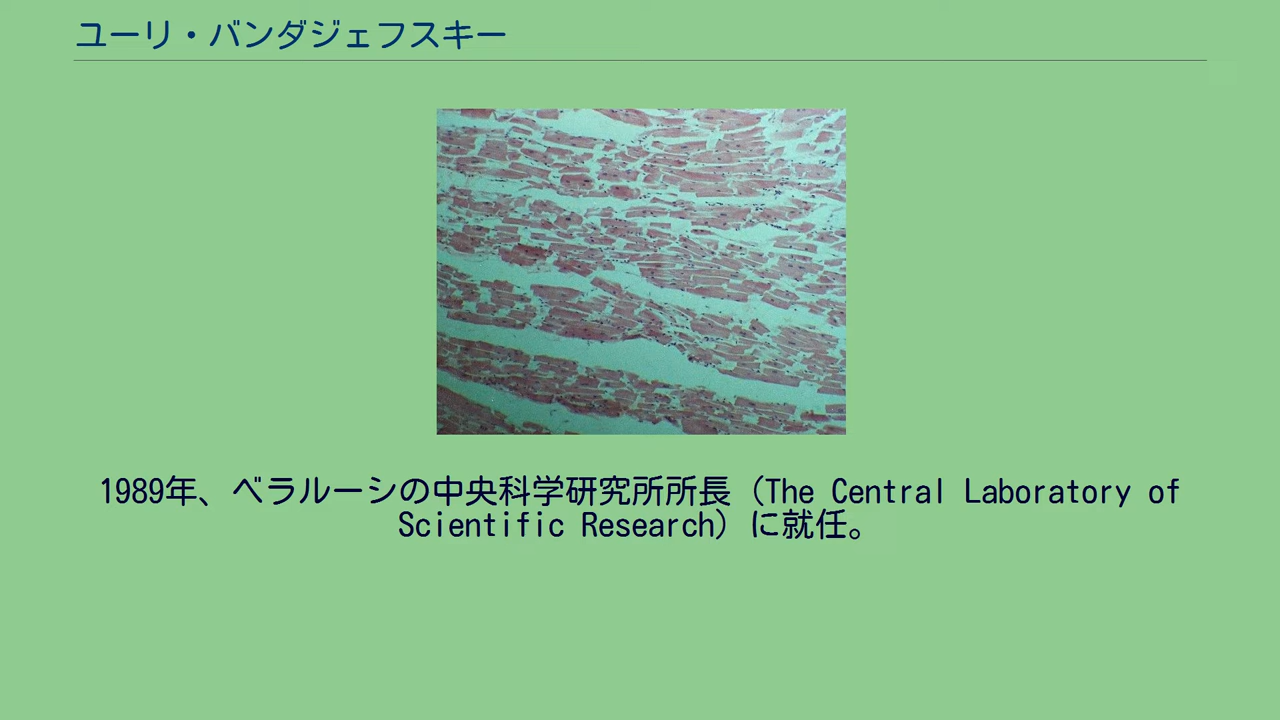 ユーリ・バンダジェフスキー
1989年、ベラルーシの中央科学研究所所長（The Central Laboratory of
Scientific Research）に就任。